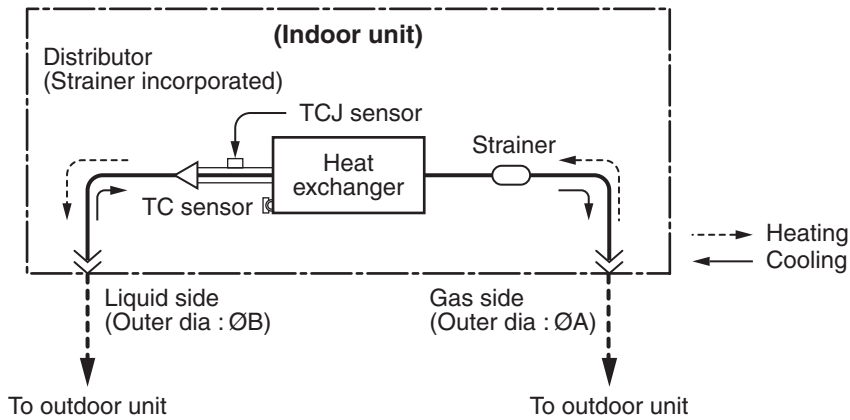 (Indoor unit)
Distributor
(Strainer incorporated)
TCJ sensor
Heat
exchanger
Strainer
TC sensor
Heating
Cooling
Liquid side
(Outer dia : ØB)
Gas side
(Outer dia : ØA)
To outdoor unit
To outdoor unit